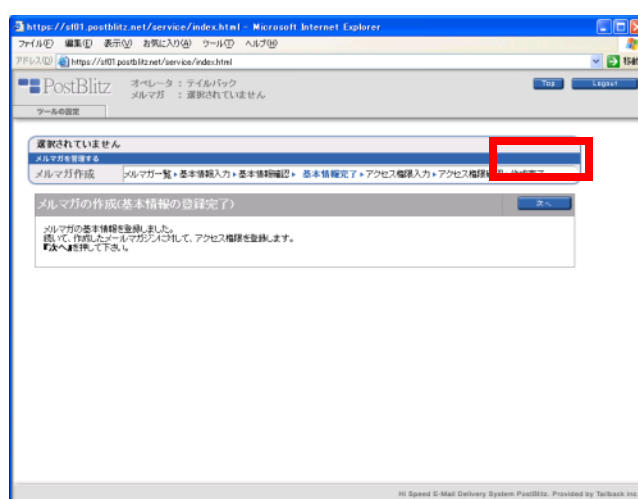 https://sf01.postblitz.net/service/index.html - Microsoft Internet Explorer
ファイル(F) 編集(E) 表示(V) お気に入り(A) ツール(T) ヘルプ(H)
アドレス(D) https://sf01.postblitz.net/service/index.html 移動
PostBlitz オペレータ : テイルバック Top Logout
メルマガ : 選択されていません
ツールの設定
選択されていません
メルマガを管理する
メルマガ作成 メルマガ一覧 ▸ 基本情報入力 ▸ 基本情報確認 ▸ 基本情報完了 ▸ アクセス権限入力 ▸ アクセス権限確認 ▸ 作成完了
メルマガの作成(基本情報の登録完了) 次へ
メルマガの基本情報を登録しました。
続いて、作成したメールマガジンに対して、アクセス権限を登録します。
『次へ』を押して下さい。
Hi Speed E-Mail Delivery System PostBlitz. Provided by Tailback inc.